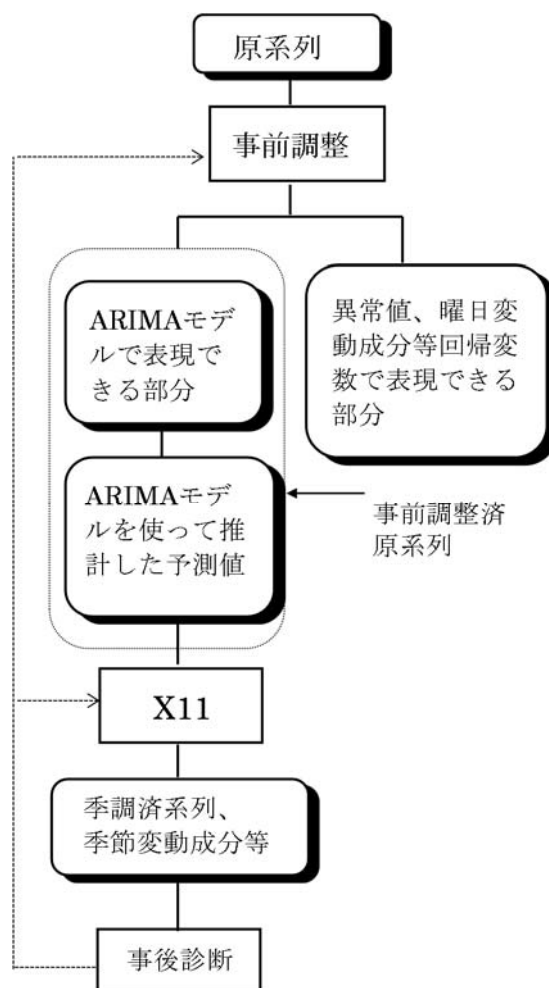 原系列
事前調整
ARIMAモデ
ルで表現で
きる部分
異常値、曜日変
動成分等回帰変
数で表現できる
部分
ARIMAモデ
ルを使って推
計した予測値
事前調整済
原系列
X11
季調済系列、
季節変動成分等
事後診断